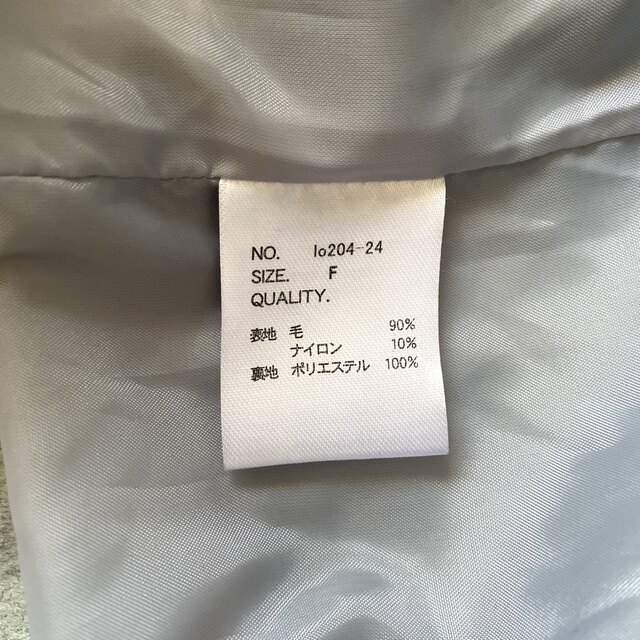 NO. lo204-24
SIZE. F
QUALITY.
表地 毛 90%
ナイロン 10%
裏地 ポリエステル 100%